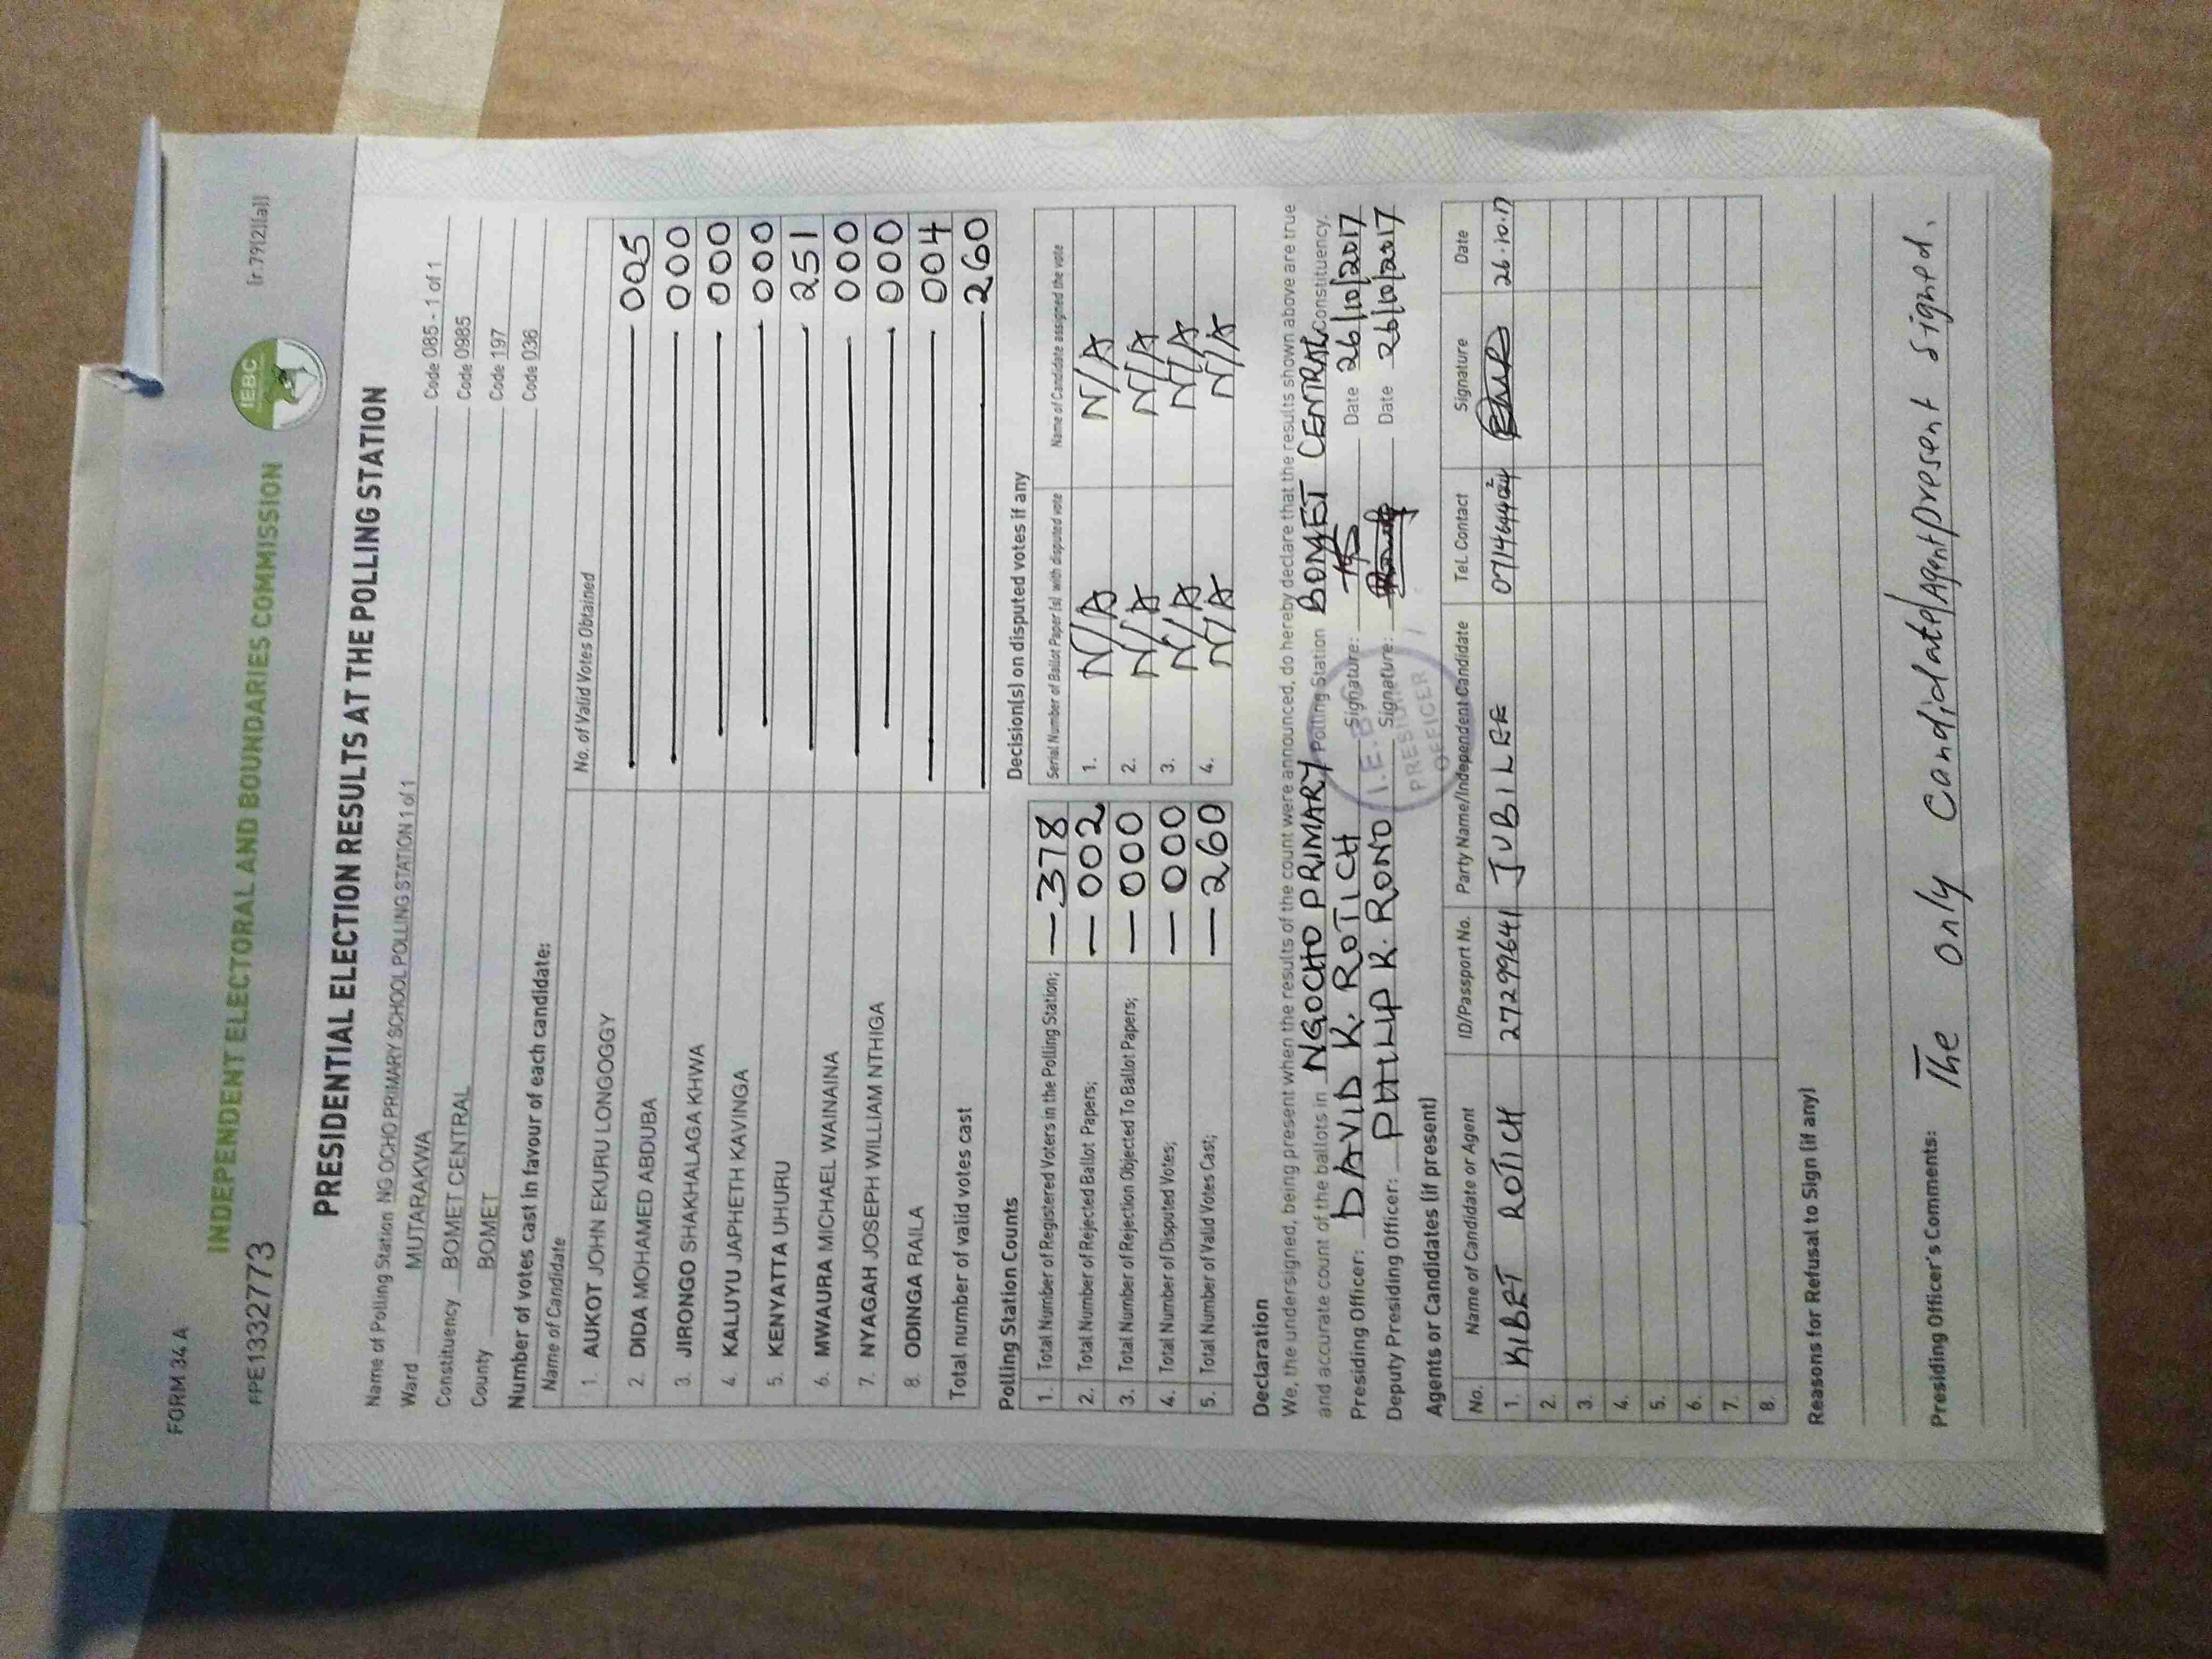 FORM 34 A
PPE13327773
[r.79(2)(a)]
INDEPENDENT ELECTORAL AND BOUNDARIES COMMISSION
IEBC
PRESIDENTIAL ELECTION RESULTS AT THE POLLING STATION
Name of Polling Station NG OCHO PRIMARY SCHOOL POLLING STATION 1 of 1 Code 085 - 1 of 1
Ward MUTARAKWA Code 0985
Constituency BOMET CENTRAL Code 197
County BOMET Code 036
Number of votes cast in favour of each candidate:
Name of Candidate No. of Valid Votes Obtained
1. AUKOT JOHN EKURU LONGOGGY 005
2. DIDA MOHAMED ABDUBA 000
3. JIRONGO SHAKHALAGA KHWA 000
4. KALUYU JAPHETH KAVINGA 000
5. KENYATTA UHURU 251
6. MWAURA MICHAEL WAINAINA 000
7. NYAGAH JOSEPH WILLIAM NTHIGA 000
8. ODINGA RAILA 004
Total number of valid votes cast 260
Polling Station Counts
1. Total Number of Registered Voters in the Polling Station; 378
2. Total Number of Rejected Ballot Papers; 002
3. Total Number of Rejection Objected To Ballot Papers; 000
4. Total Number of Disputed Votes; 000
5. Total Number of Valid Votes Cast; 260
Decision(s) on disputed votes if any
Serial Number of Ballot Paper (s) with disputed vote Name of Candidate assigned the vote
1. N/A N/A
2. N/A N/A
3. N/A N/A
4. N/A N/A
Declaration
We, the undersigned, being present when the results of the count were announced, do hereby declare that the results shown above are true
and accurate count of the ballots in NGOCHO PRIMARY Polling Station BOMET CENTRAL Constituency.
Presiding Officer: DAVID K. ROTICH Signature: Date 26/10/2017
Deputy Presiding Officer: PHILLIP K. RONO Signature: Date 26/10/2017
I.E.B.C
PRESIDING
OFFICER
Agents or Candidates (if present)
No. Name of Candidate or Agent ID/Passport No. Party Name/Independent Candidate Tel. Contact Signature Date
1. KIBET ROTICH 27299641 JUBILEE 26.10.17
2.
3.
4.
5.
6.
7.
8.
Reasons for Refusal to Sign (if any)
Presiding Officer's Comments: The only Candidate/Agent present signed.